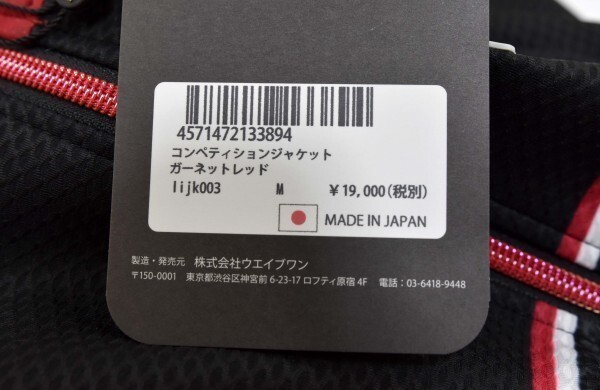 4571472133894
コンペティションジャケット
ガーネットレッド
lijk003 M ¥19,000(税別)
MADE IN JAPAN
製造・発売元 株式会社ウエイブワン
〒150-0001 東京都渋谷区神宮前 6-23-17 ロフティ原宿 4F 電話：03-6418-9448